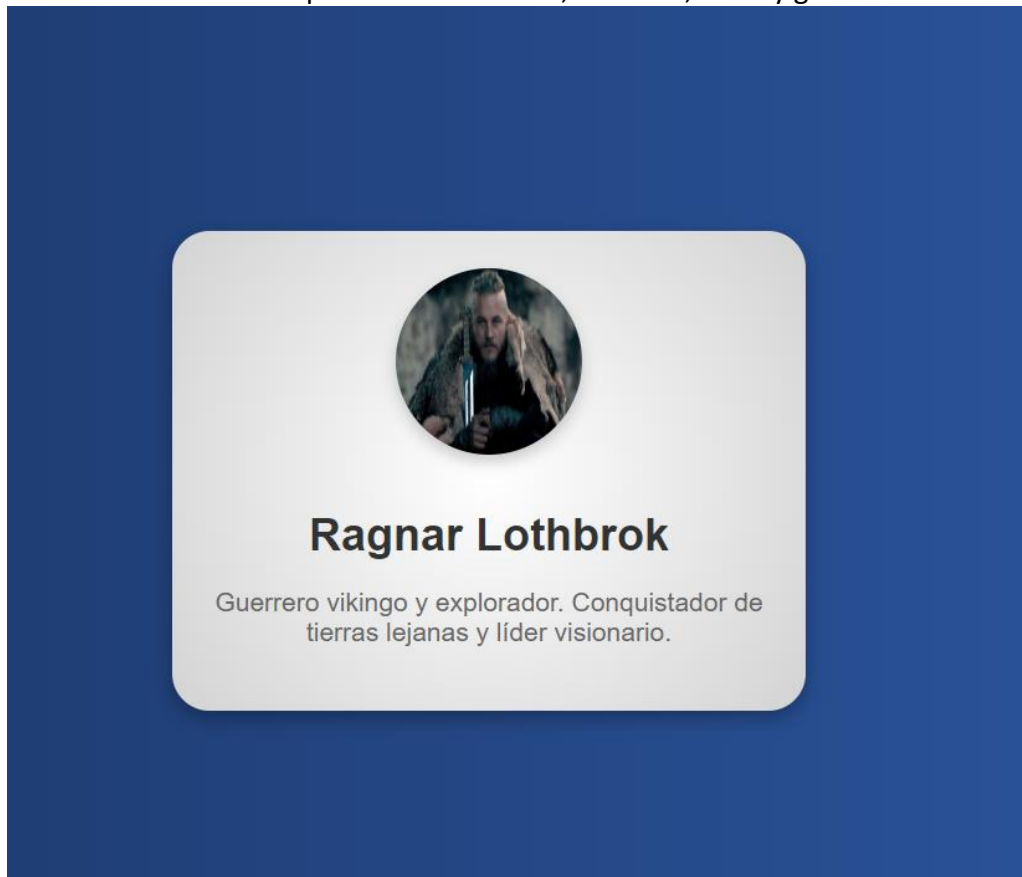 Ragnar Lothbrok
Guerrero vikingo y explorador. Conquistador de
tierras lejanas y líder visionario.